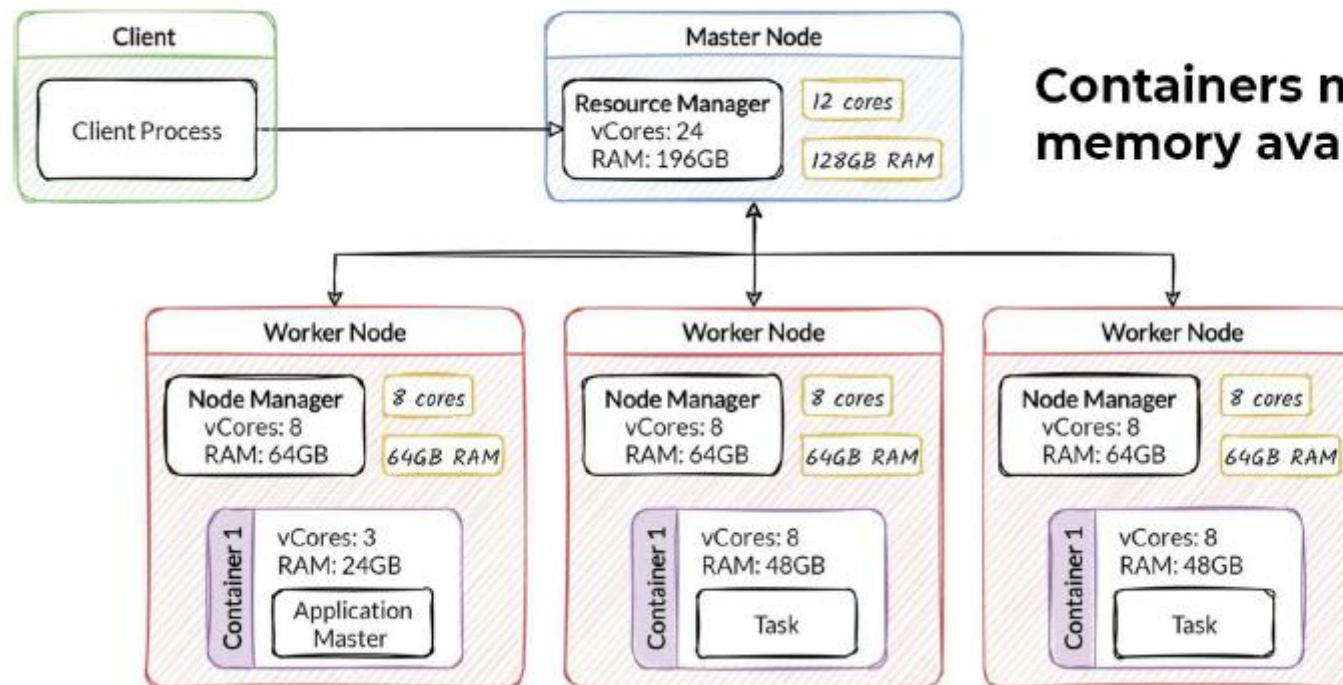 Client
Client Process
Master Node
Resource Manager
vCores: 24
RAM: 196GB
12 cores
128GB RAM
Containers
memory
Worker Node
Node Manager
vCores: 8
RAM: 64GB
8 cores
64GB RAM
Container 1
vCores: 3
RAM: 24GB
Application
Master
Worker Node
Node Manager
vCores: 8
RAM: 64GB
8 cores
64GB RAM
Container 1
vCores: 8
RAM: 48GB
Task
Worker Node
Node Manager
vCores: 8
RAM: 64GB
8 cores
64GB RAM
Container 1
vCores: 8
RAM: 48GB
Task